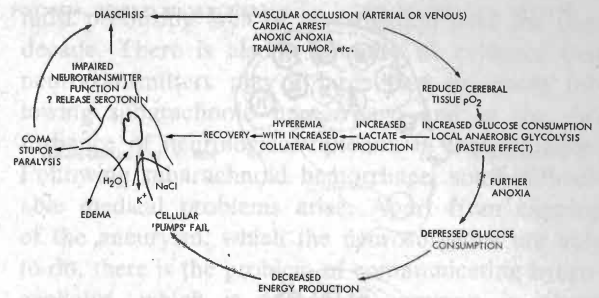 DIASCHISIS
VASCULAR OCCLUSION (ARTERIAL OR VENOUS)
CARDIAC ARREST
ANOXIC ANOXIA
TRAUMA, TUMOR, etc.
IMPAIRED
NEUROTRANSMITTER
FUNCTION
? RELEASE SEROTONIN
REDUCED CEREBRAL
TISSUE pO2
COMA
STUPOR
PARALYSIS
RECOVERY
HYPEREMIA
WITH INCREASED
COLLATERAL FLOW
INCREASED
LACTATE
PRODUCTION
INCREASED GLUCOSE CONSUMPTION
LOCAL ANAEROBIC GLYCOLYSIS
(PASTEUR EFFECT)
H2O
K+
NaCl
FURTHER
ANOXIA
EDEMA
CELLULAR
'PUMPS' FAIL
DEPRESSED GLUCOSE
CONSUMPTION
DECREASED
ENERGY PRODUCTION